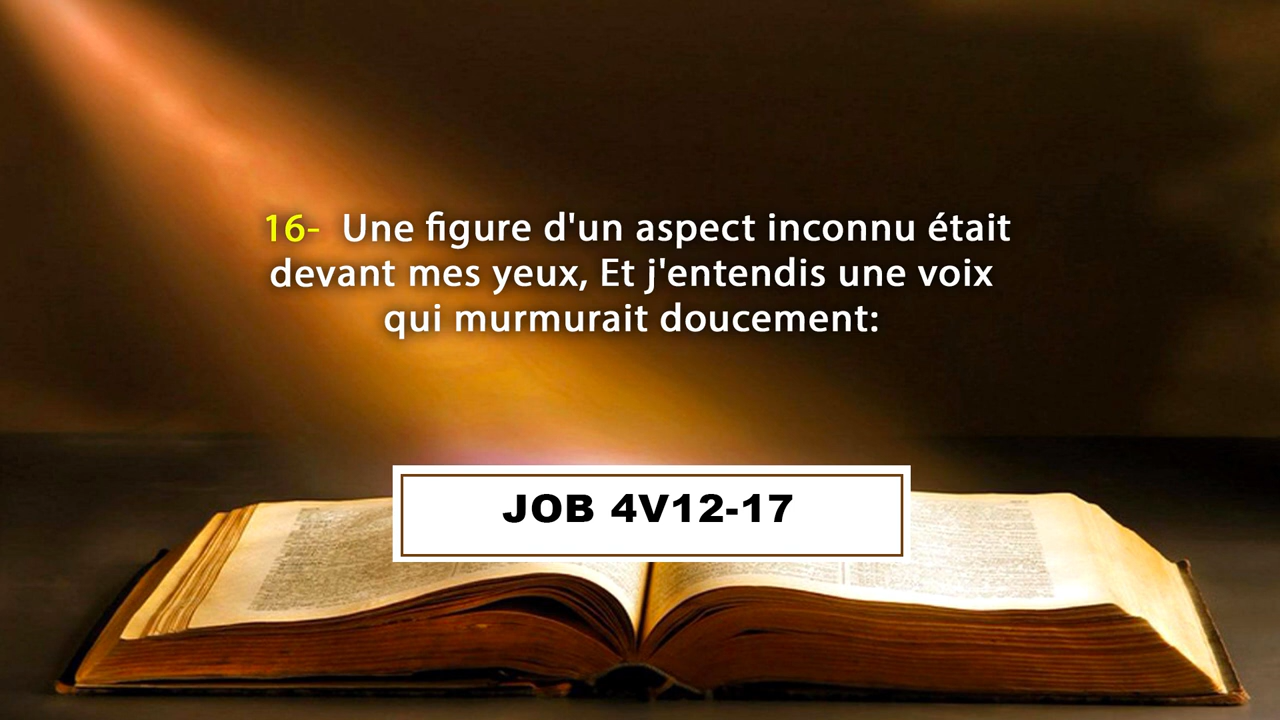 16- Une figure d'un aspect inconnu était
devant mes yeux, Et j'entendis une voix
qui murmurait doucement:
JOB 4V12-17